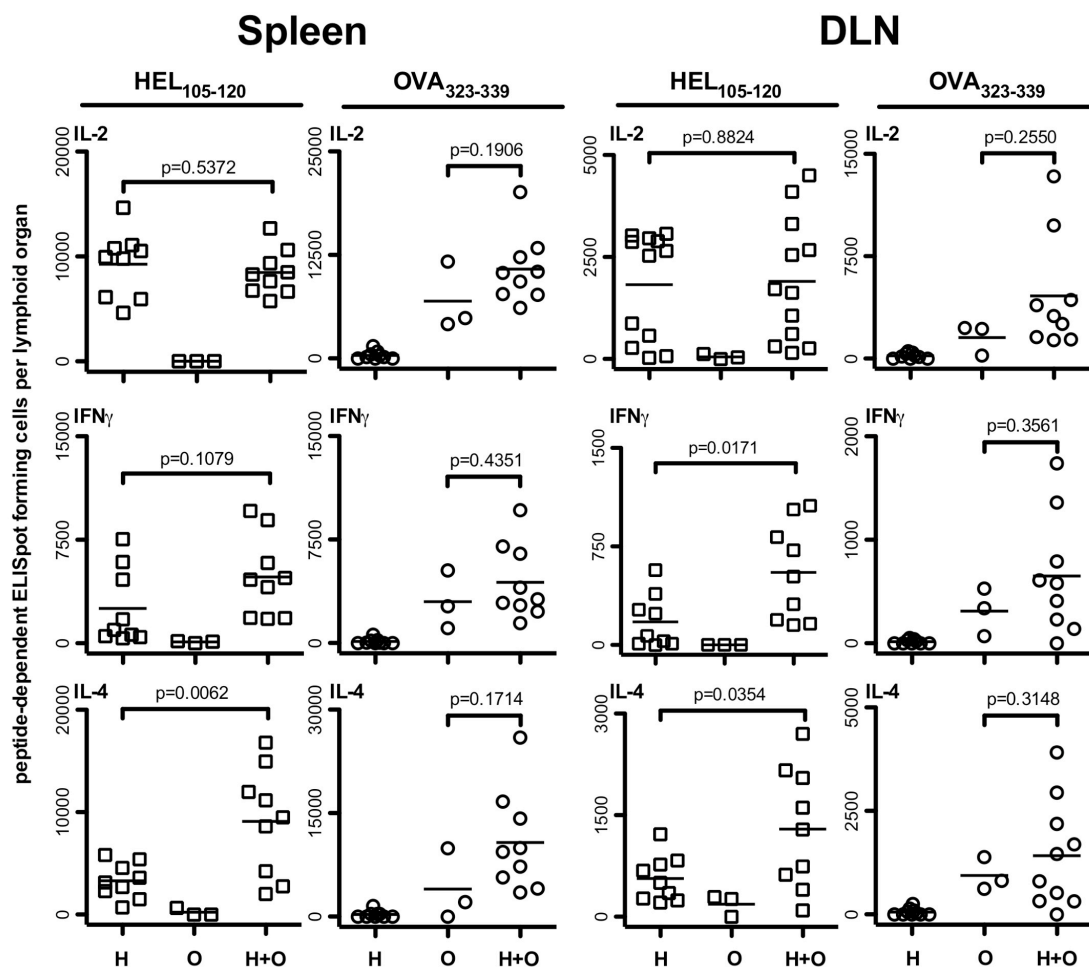 Spleen DLN
HEL105-120 OVA323-339 HEL105-120 OVA323-339
peptide-dependent ELISpot forming cells per lymphoid organ
IL-2 IL-2 IL-2 IL-2
p=0.5372 p=0.1906 p=0.8824 p=0.2550
20000 25000 5000 15000
10000 12500 2500 7500
0 0 0 0
IFNγ IFNγ IFNγ IFNγ
p=0.1079 p=0.4351 p=0.0171 p=0.3561
15000 15000 1500 2000
7500 7500 750 1000
0 0 0 0
IL-4 IL-4 IL-4 IL-4
p=0.0062 p=0.1714 p=0.0354 p=0.3148
20000 30000 3000 5000
10000 15000 1500 2500
0 0 0 0
H O H+O H O H+O H O H+O H O H+O